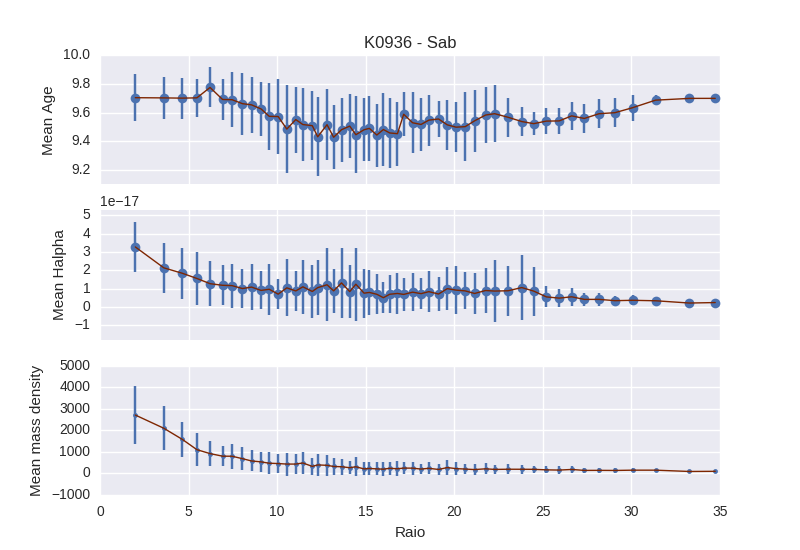 K0936 - Sab
Mean Age
10.0
9.8
9.6
9.4
9.2
1e−17
Mean Halpha
5
4
3
2
1
0
−1
Mean mass density
5000
4000
3000
2000
1000
0
−1000
0 5 10 15 20 25 30 35
Raio